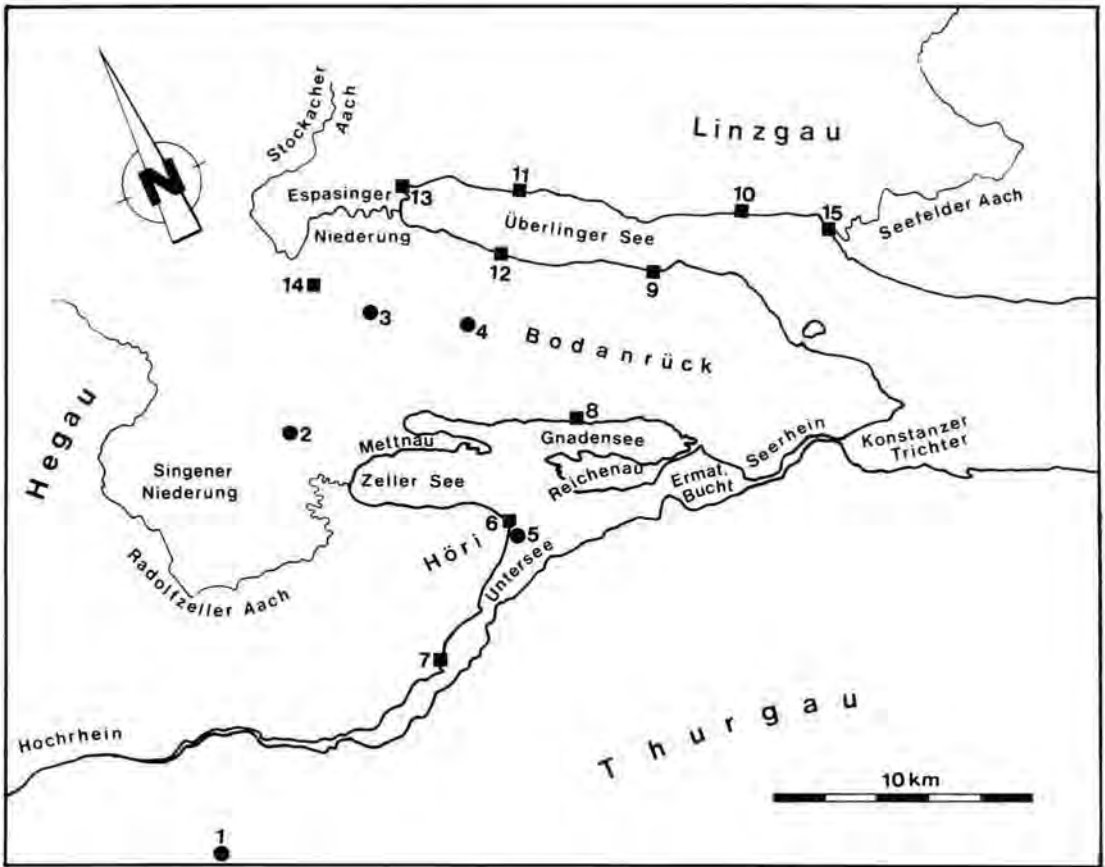 N
Stockacher
Aach
Linzgau
Espasinger
Niederung
13
11
10
15
Überlinger See
Seefelder Aach
12
9
14
3
4
Bodanrück
Hegau
2
8
Mettnau
Gnadensee
Singener
Niederung
Zeller See
Reichenau
Ermat.
Bucht
Seerhein
Konstanzer
Trichter
6
5
Höri
Untersee
Radolfzeller Aach
7
Thurgau
Hochrhein
10 km
1